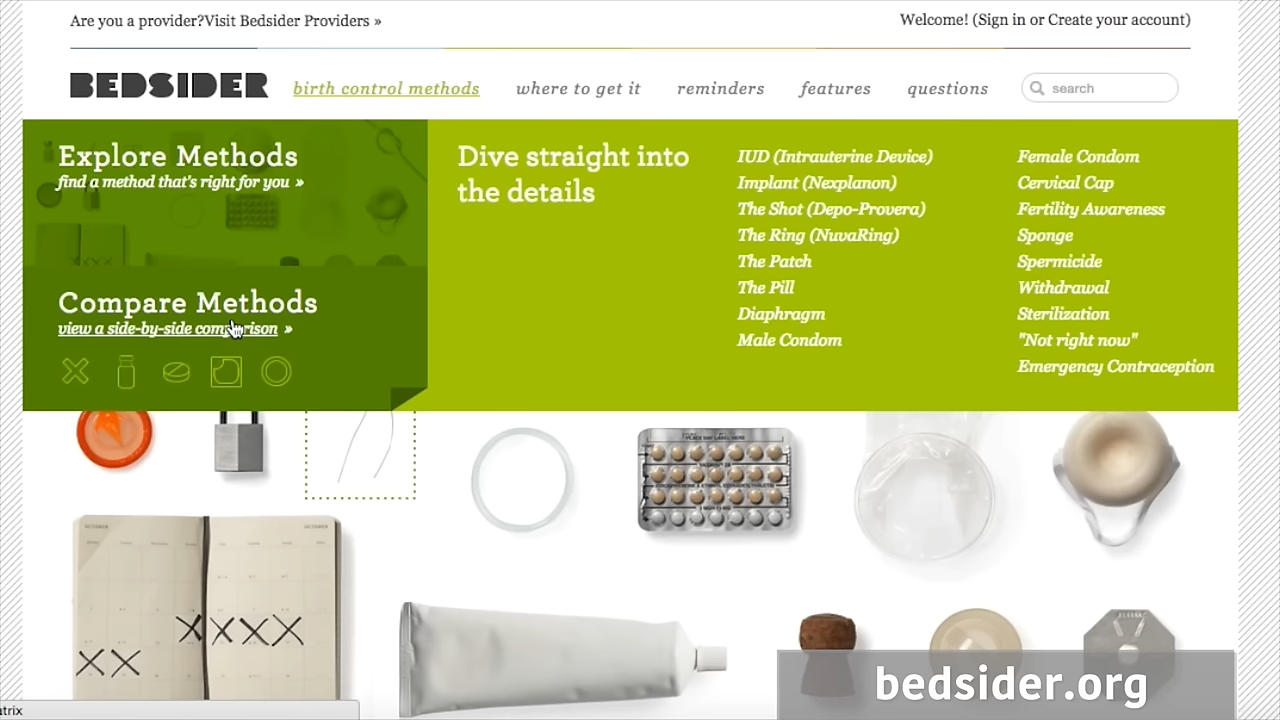 Are you a provider?Visit Bedsider Providers »
Welcome! (Sign in or Create your account)
BEDSIDER
birth control methods
where to get it
reminders
features
questions
search
Explore Methods
find a method that's right for you »
Compare Methods
view a side-by-side comparison »
Dive straight into
the details
IUD (Intrauterine Device)
Implant (Nexplanon)
The Shot (Depo-Provera)
The Ring (NuvaRing)
The Patch
The Pill
Diaphragm
Male Condom
Female Condom
Cervical Cap
Fertility Awareness
Sponge
Spermicide
Withdrawal
Sterilization
"Not right now"
Emergency Contraception
bedsider.org